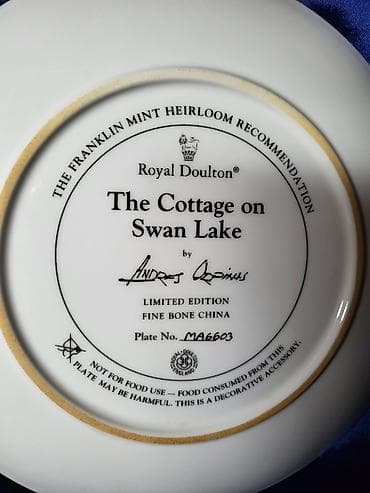 THE FRANKLIN MINT HEIRLOOM RECOMMENDATION
Royal Doulton®
The Cottage on
Swan Lake
by
LIMITED EDITION
FINE BONE CHINA
Plate No. MA6603
NOT FOR FOOD USE — FOOD CONSUMED FROM THIS
PLATE MAY BE HARMFUL. THIS IS A DECORATIVE ACCESSORY.